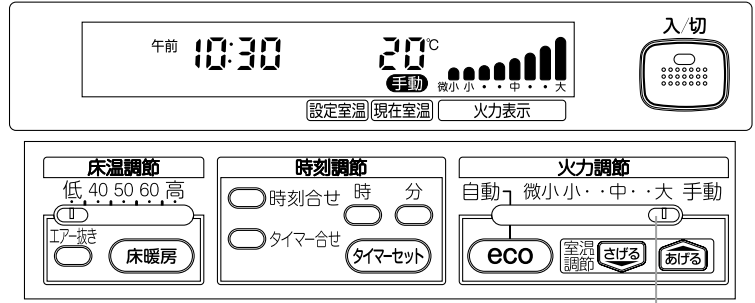 入/切
午前 10:30 20℃
手動
微小 小・・中・・大
設定室温 現在室温 火力表示
床温調節
低 40 50 60 高
エアー抜き
床暖房
時刻調節
時刻合せ 時 分
タイマー合せ
タイマーセット
火力調節
自動 微小 小・・中・・大 手動
eco
室温調節 さげる あげる